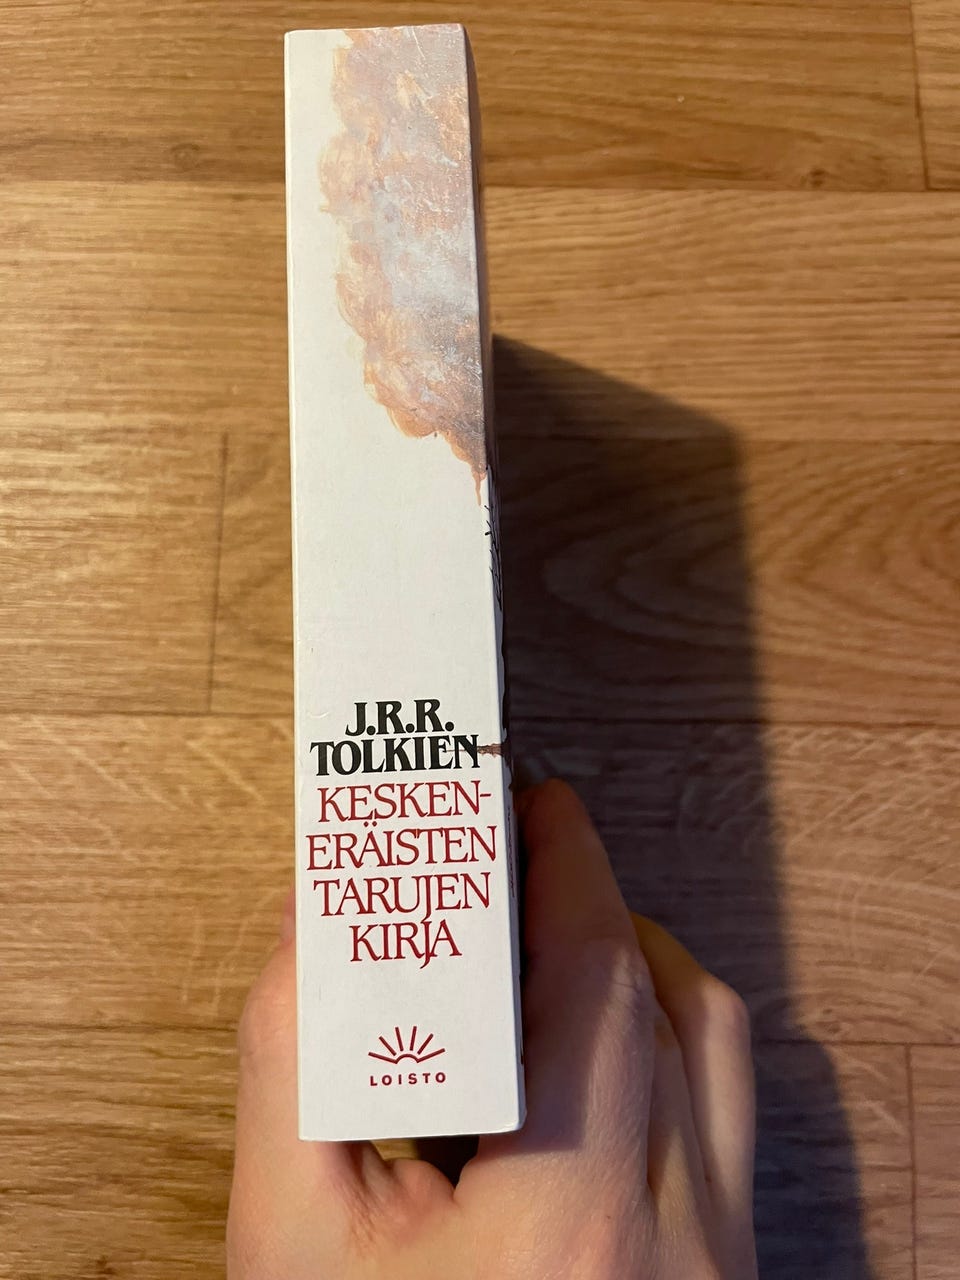 J.R.R.
TOLKIEN
KESKEN-
ERÄISTEN
TARUJEN
KIRJA
LOISTO